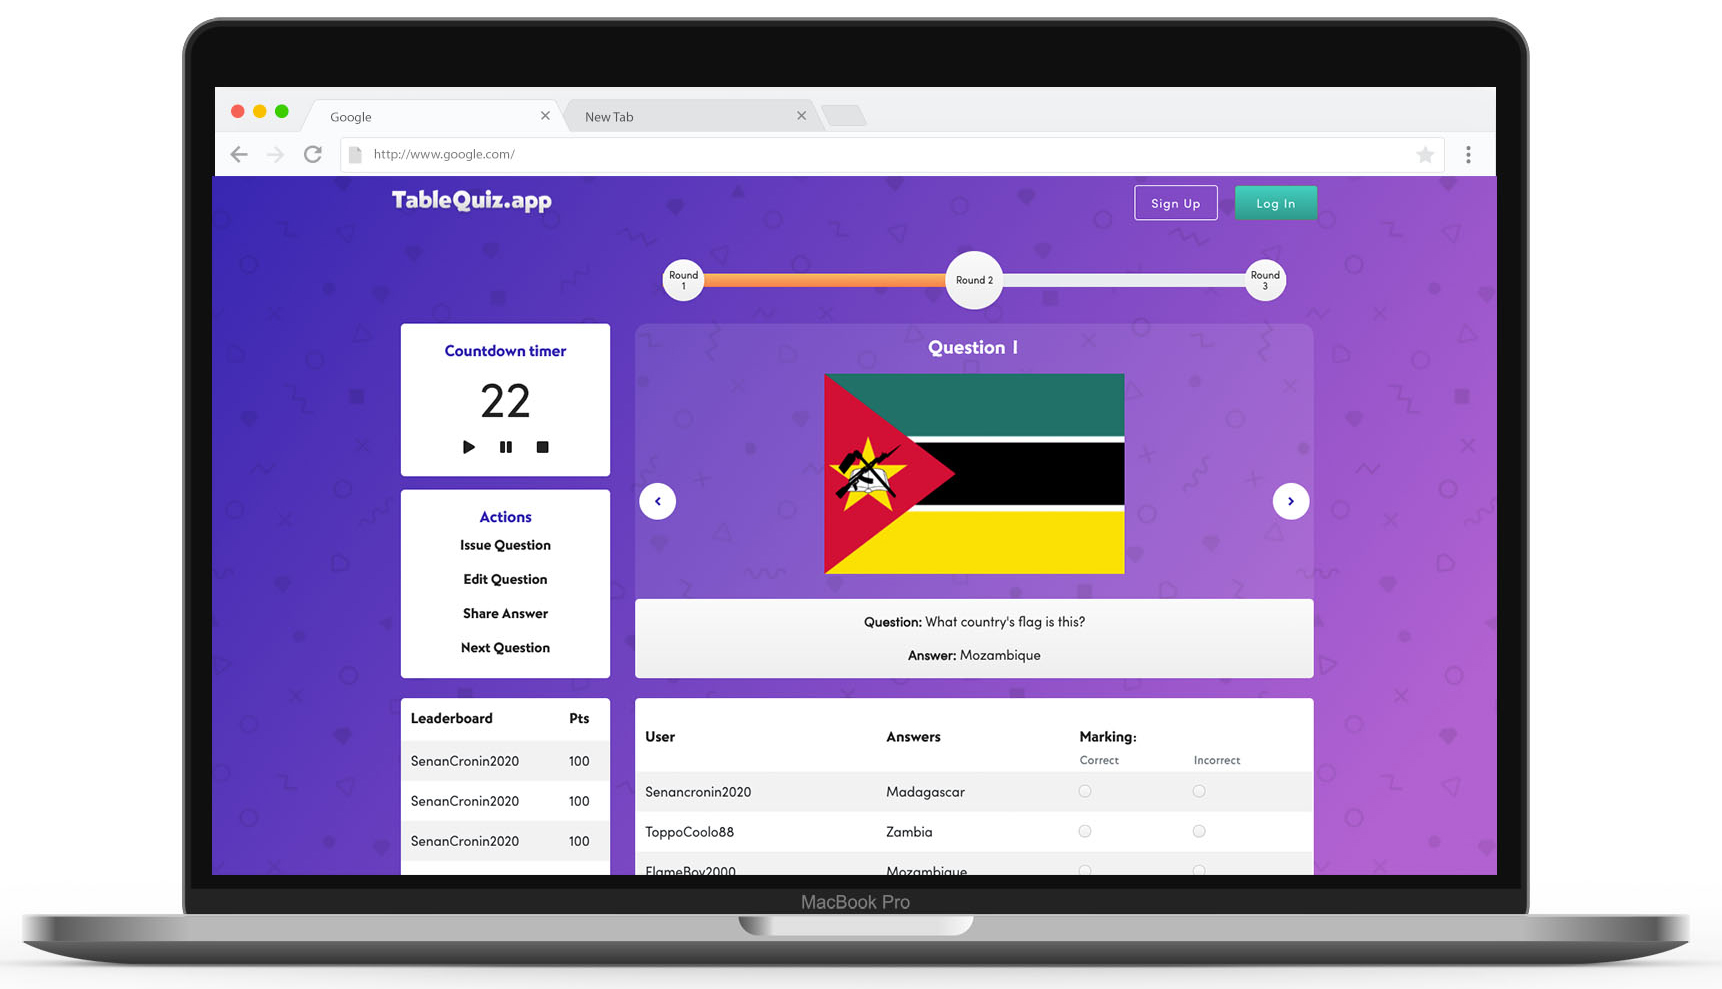 Google
New Tab
http://www.google.com/
TableQuiz.app
Sign Up
Log In
Round
1
Round 2
Round
3
Countdown timer
22
Actions
Issue Question
Edit Question
Share Answer
Next Question
Question 1
Question: What country's flag is this?
Answer: Mozambique
Leaderboard Pts
SenanCronin2020 100
SenanCronin2020 100
SenanCronin2020 100
User Answers Marking:
Correct Incorrect
Senancronin2020 Madagascar
ToppoCoolo88 Zambia
FlameBoy2000 Mozambique
MacBook Pro